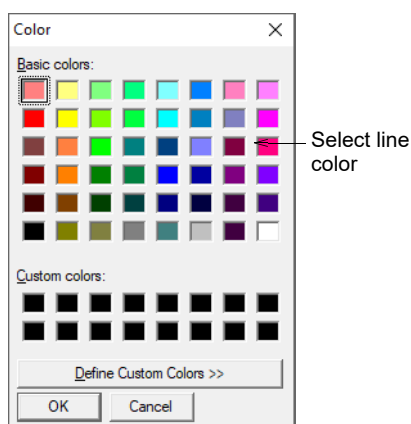 Color
Basic colors:
Select line
color
Custom colors:
Define Custom Colors >>
OK
Cancel